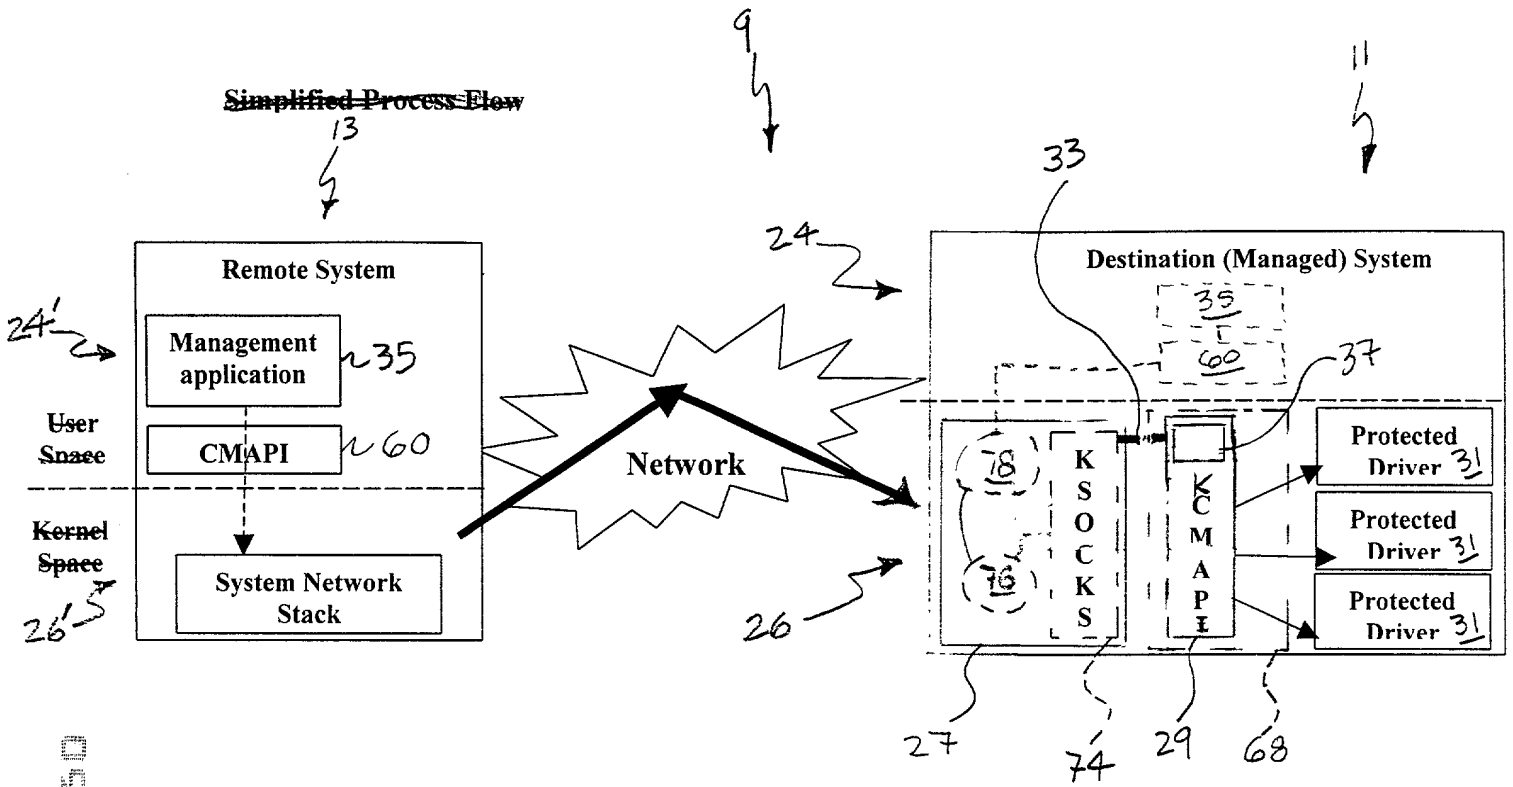 9
11
Simplified Process Flow
13
33
24
Remote System
Destination (Managed) System
35
24'
Management
application
35
60
37
User
Space
CMAPI
60
Network
78
76
KSOCKS
KCMAPI
Protected
Driver 31
Protected
Driver 31
Protected
Driver 31
Kernel
Space
26'
System Network
Stack
26
27
74
29
68